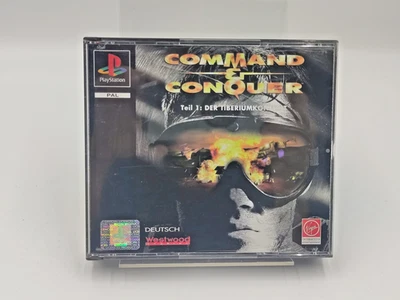 COMMAND
&
CONQUER
Teil 1: DER TIBERIUMKO
PlayStation
PAL
DEUTSCH
Westwood
Virgin